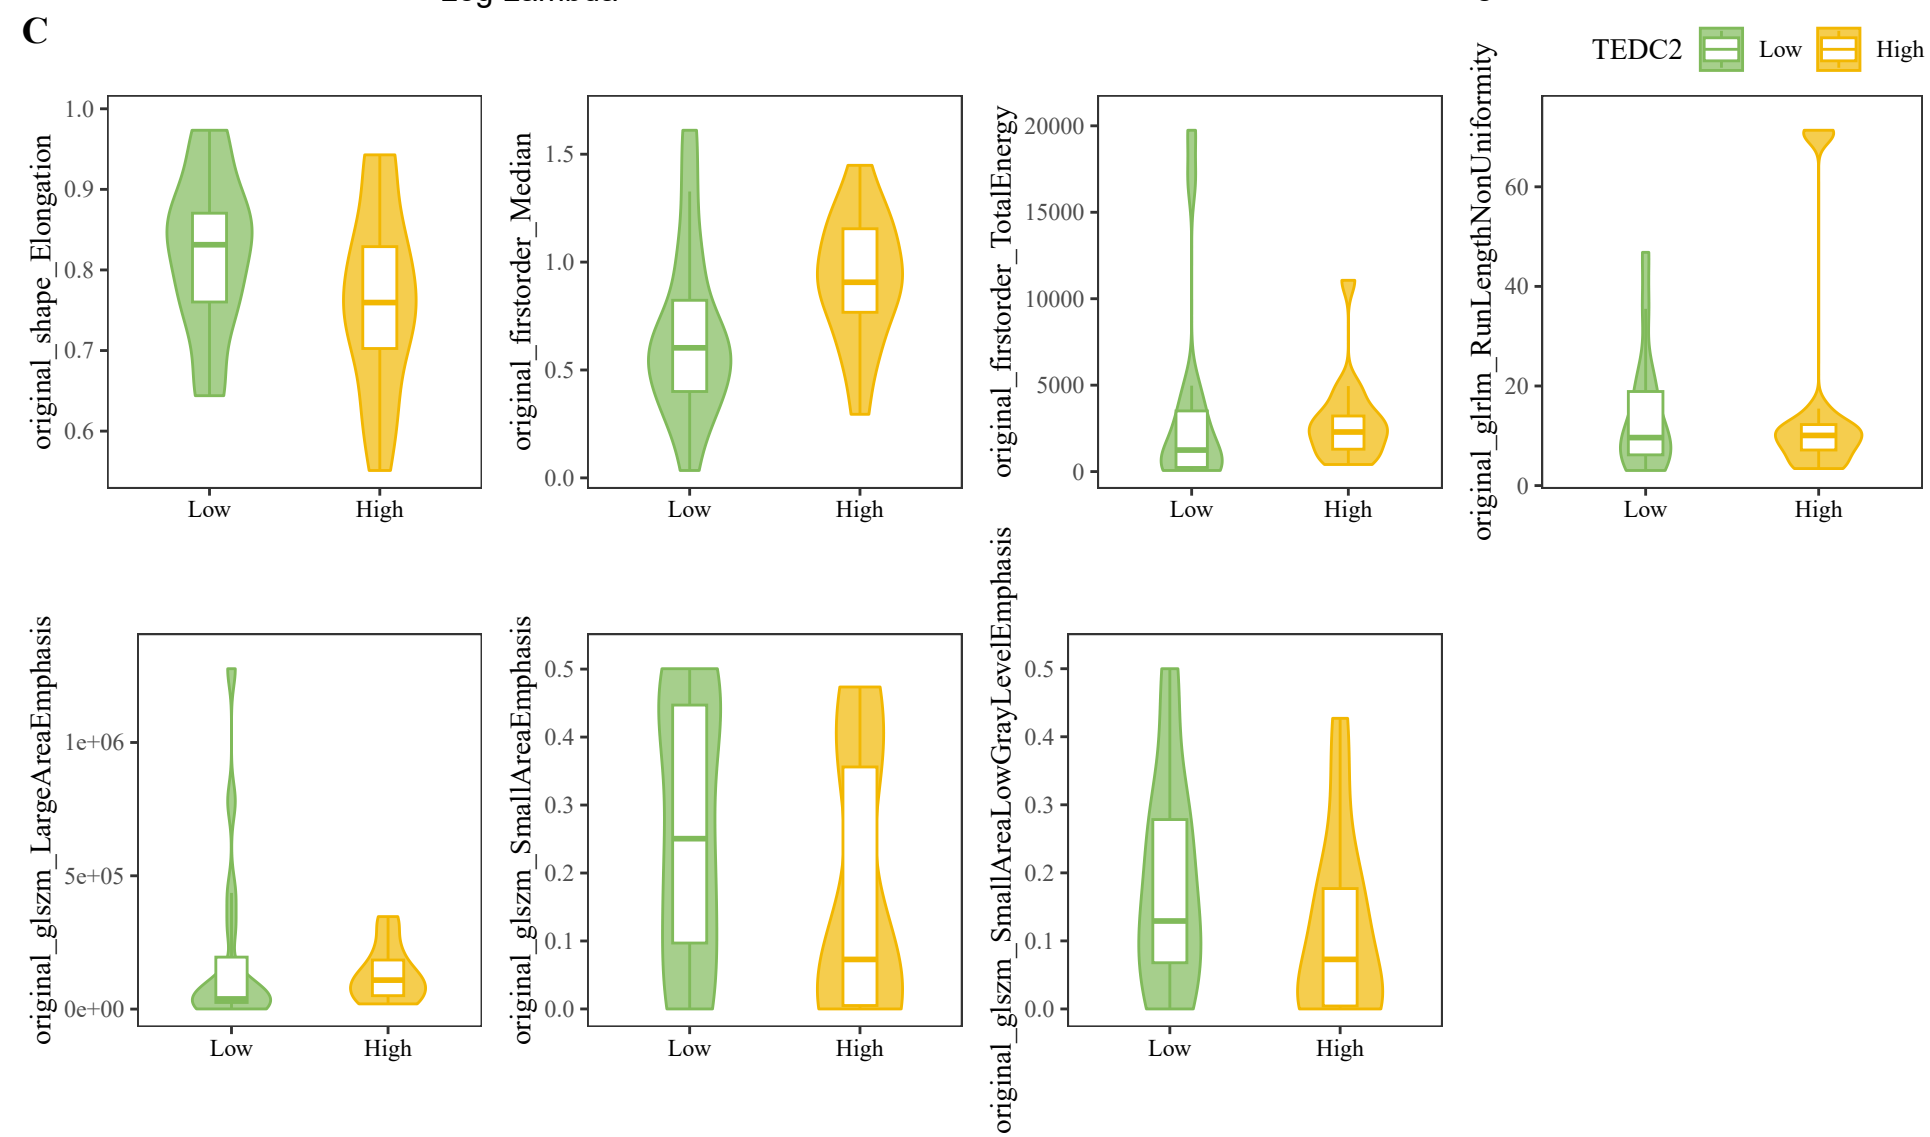 C
TEDC2 Low High
original_shape_Elongation
1.0
0.9
0.8
0.7
0.6
Low High
original_firstorder_Median
1.5
1.0
0.5
0.0
Low High
original_firstorder_TotalEnergy
20000
15000
10000
5000
0
Low High
original_glrlm_RunLengthNonUniformity
60
40
20
0
Low High
original_glszm_LargeAreaEmphasis
1e+06
5e+05
0e+00
Low High
original_glszm_SmallAreaEmphasis
0.5
0.4
0.3
0.2
0.1
0.0
Low High
original_glszm_SmallAreaLowGrayLevelEmphasis
0.5
0.4
0.3
0.2
0.1
0.0
Low High